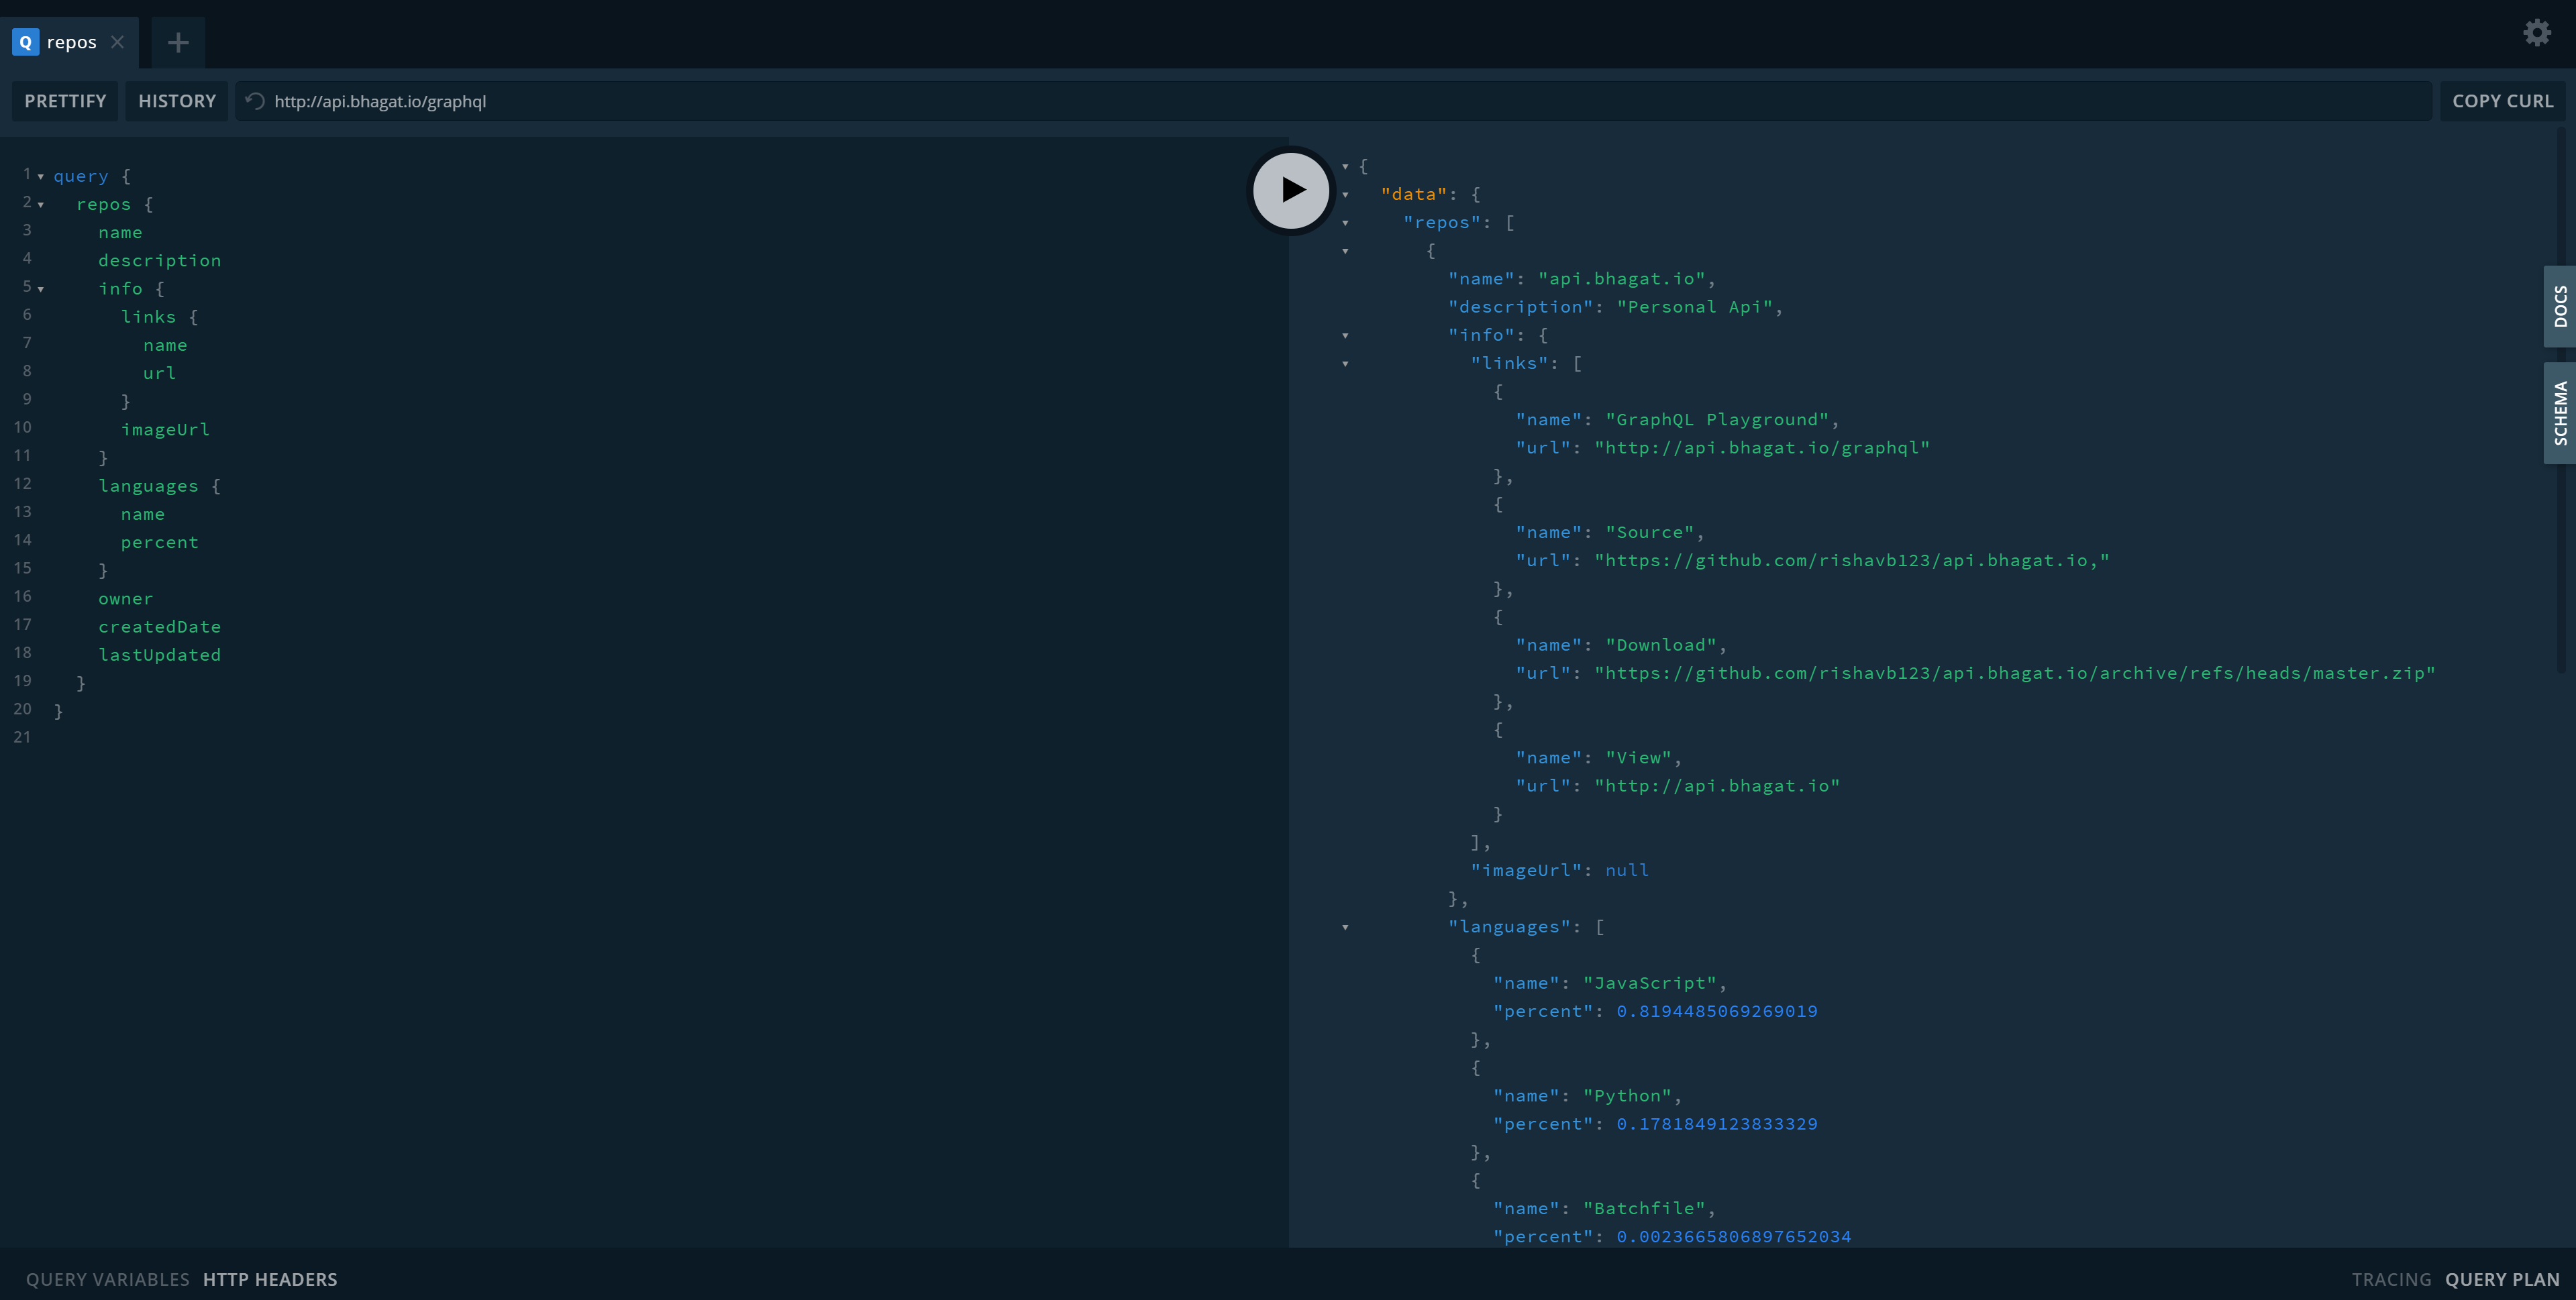 Q repos
PRETTIFY HISTORY http://api.bhagat.io/graphql COPY CURL
1 query {
2 repos {
3 name
4 description
5 info {
6 links {
7 name
8 url
9 }
10 imageUrl
11 }
12 languages {
13 name
14 percent
15 }
16 owner
17 createdDate
18 lastUpdated
19 }
20 }
21
{
"data": {
"repos": [
{
"name": "api.bhagat.io",
"description": "Personal Api",
"info": {
"links": [
{
"name": "GraphQL Playground",
"url": "http://api.bhagat.io/graphql"
},
{
"name": "Source",
"url": "https://github.com/rishavb123/api.bhagat.io,"
},
{
"name": "Download",
"url": "https://github.com/rishavb123/api.bhagat.io/archive/refs/heads/master.zip"
},
{
"name": "View",
"url": "http://api.bhagat.io"
}
],
"imageUrl": null
},
"languages": [
{
"name": "JavaScript",
"percent": 0.8194485069269019
},
{
"name": "Python",
"percent": 0.1781849123833329
},
{
"name": "Batchfile",
"percent": 0.0023665806897652034
DOCS
SCHEMA
QUERY VARIABLES HTTP HEADERS
TRACING QUERY PLAN